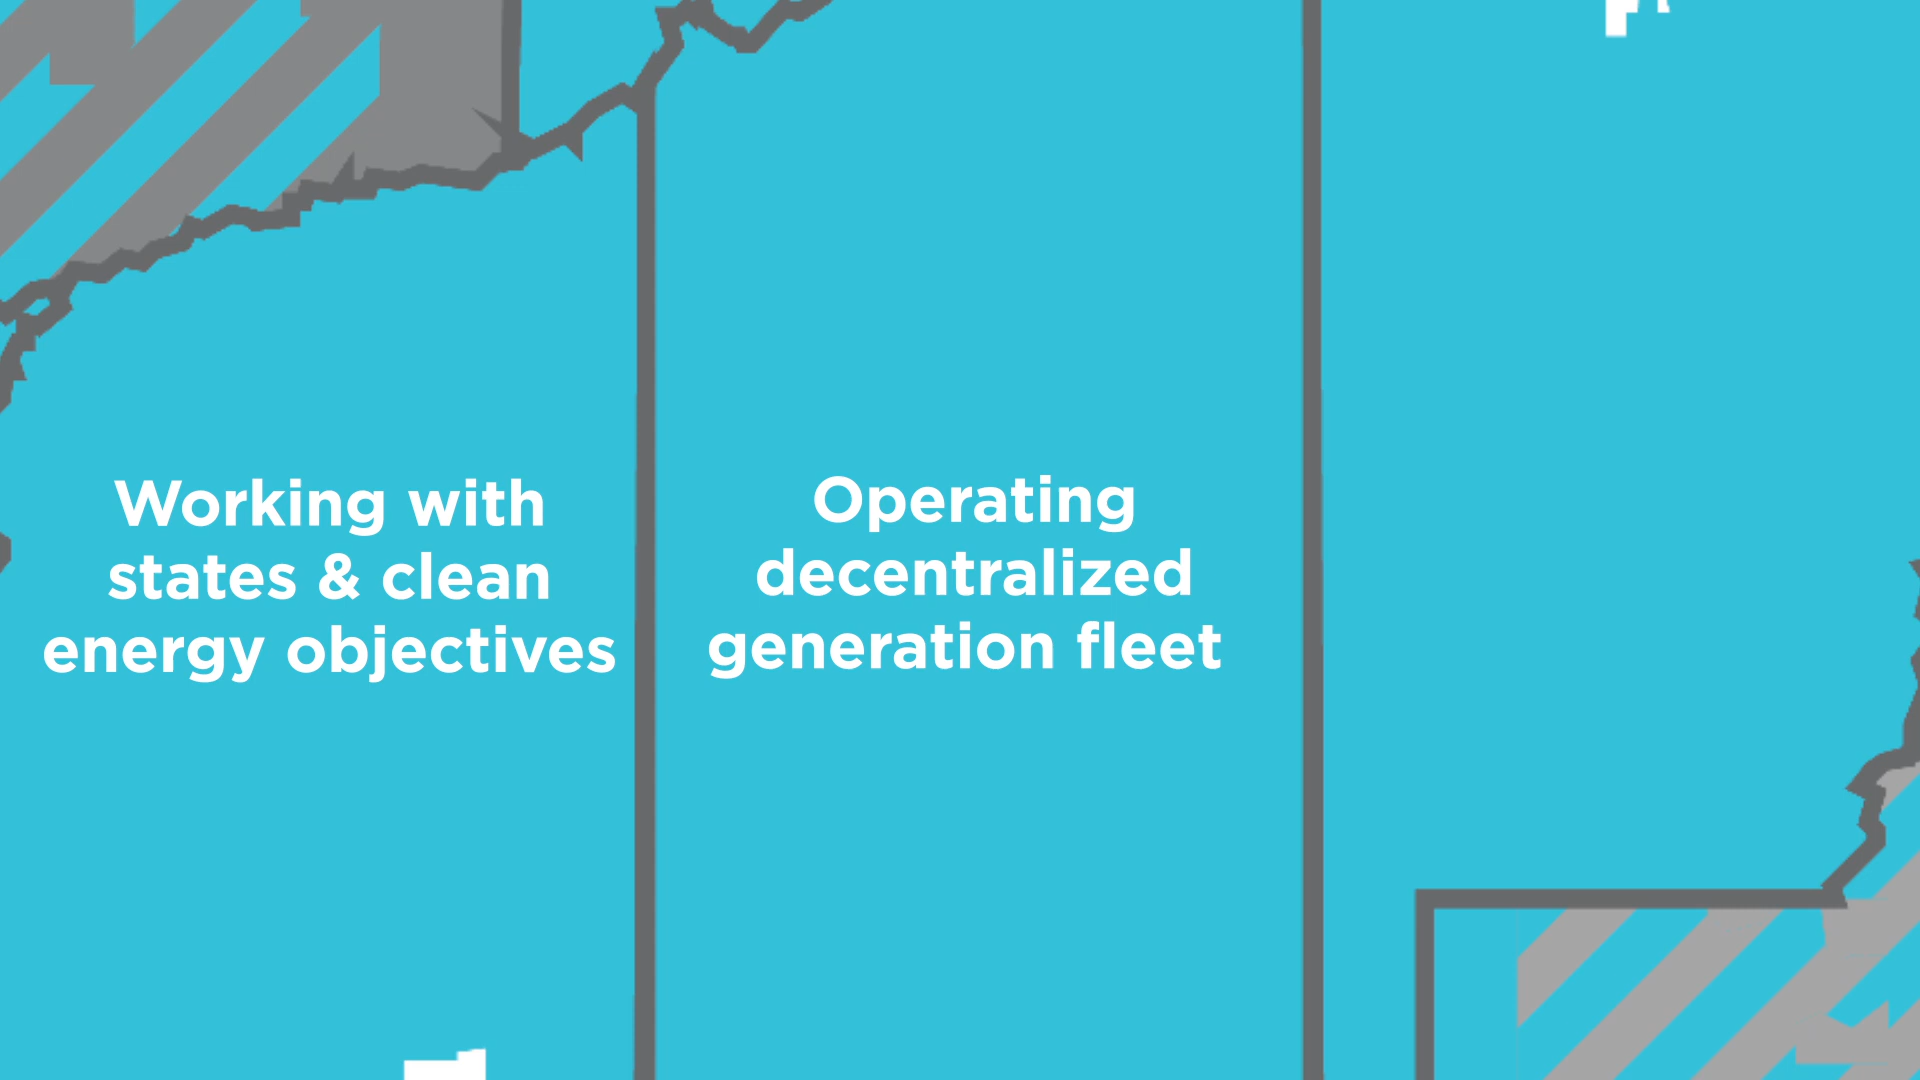 Working with
states & clean
energy objectives
Operating
decentralized
generation fleet